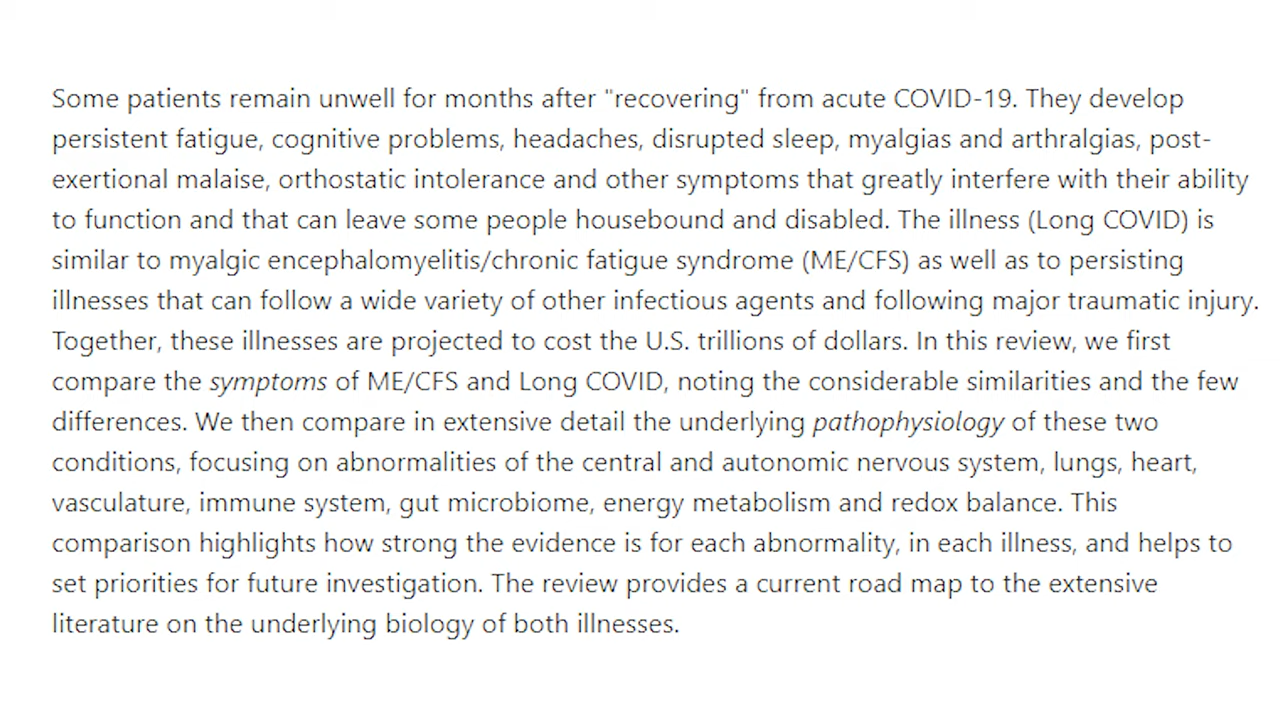 Some patients remain unwell for months after "recovering" from acute COVID-19. They develop
persistent fatigue, cognitive problems, headaches, disrupted sleep, myalgias and arthralgias, post-
exertional malaise, orthostatic intolerance and other symptoms that greatly interfere with their ability
to function and that can leave some people housebound and disabled. The illness (Long COVID) is
similar to myalgic encephalomyelitis/chronic fatigue syndrome (ME/CFS) as well as to persisting
illnesses that can follow a wide variety of other infectious agents and following major traumatic injury.
Together, these illnesses are projected to cost the U.S. trillions of dollars. In this review, we first
compare the symptoms of ME/CFS and Long COVID, noting the considerable similarities and the few
differences. We then compare in extensive detail the underlying pathophysiology of these two
conditions, focusing on abnormalities of the central and autonomic nervous system, lungs, heart,
vasculature, immune system, gut microbiome, energy metabolism and redox balance. This
comparison highlights how strong the evidence is for each abnormality, in each illness, and helps to
set priorities for future investigation. The review provides a current road map to the extensive
literature on the underlying biology of both illnesses.